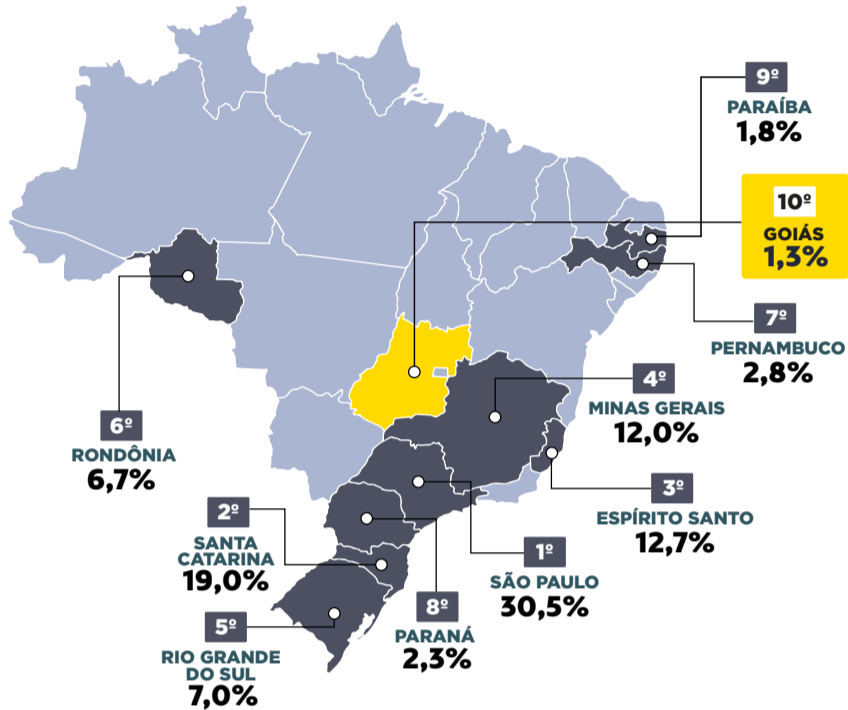 9º
PARAÍBA
1,8%
10º
GOIÁS
1,3%
7º
PERNAMBUCO
2,8%
4º
MINAS GERAIS
12,0%
6º
RONDÔNIA
6,7%
3º
ESPÍRITO SANTO
12,7%
2º
SANTA
CATARINA
19,0%
1º
SÃO PAULO
30,5%
8º
PARANÁ
2,3%
5º
RIO GRANDE
DO SUL
7,0%